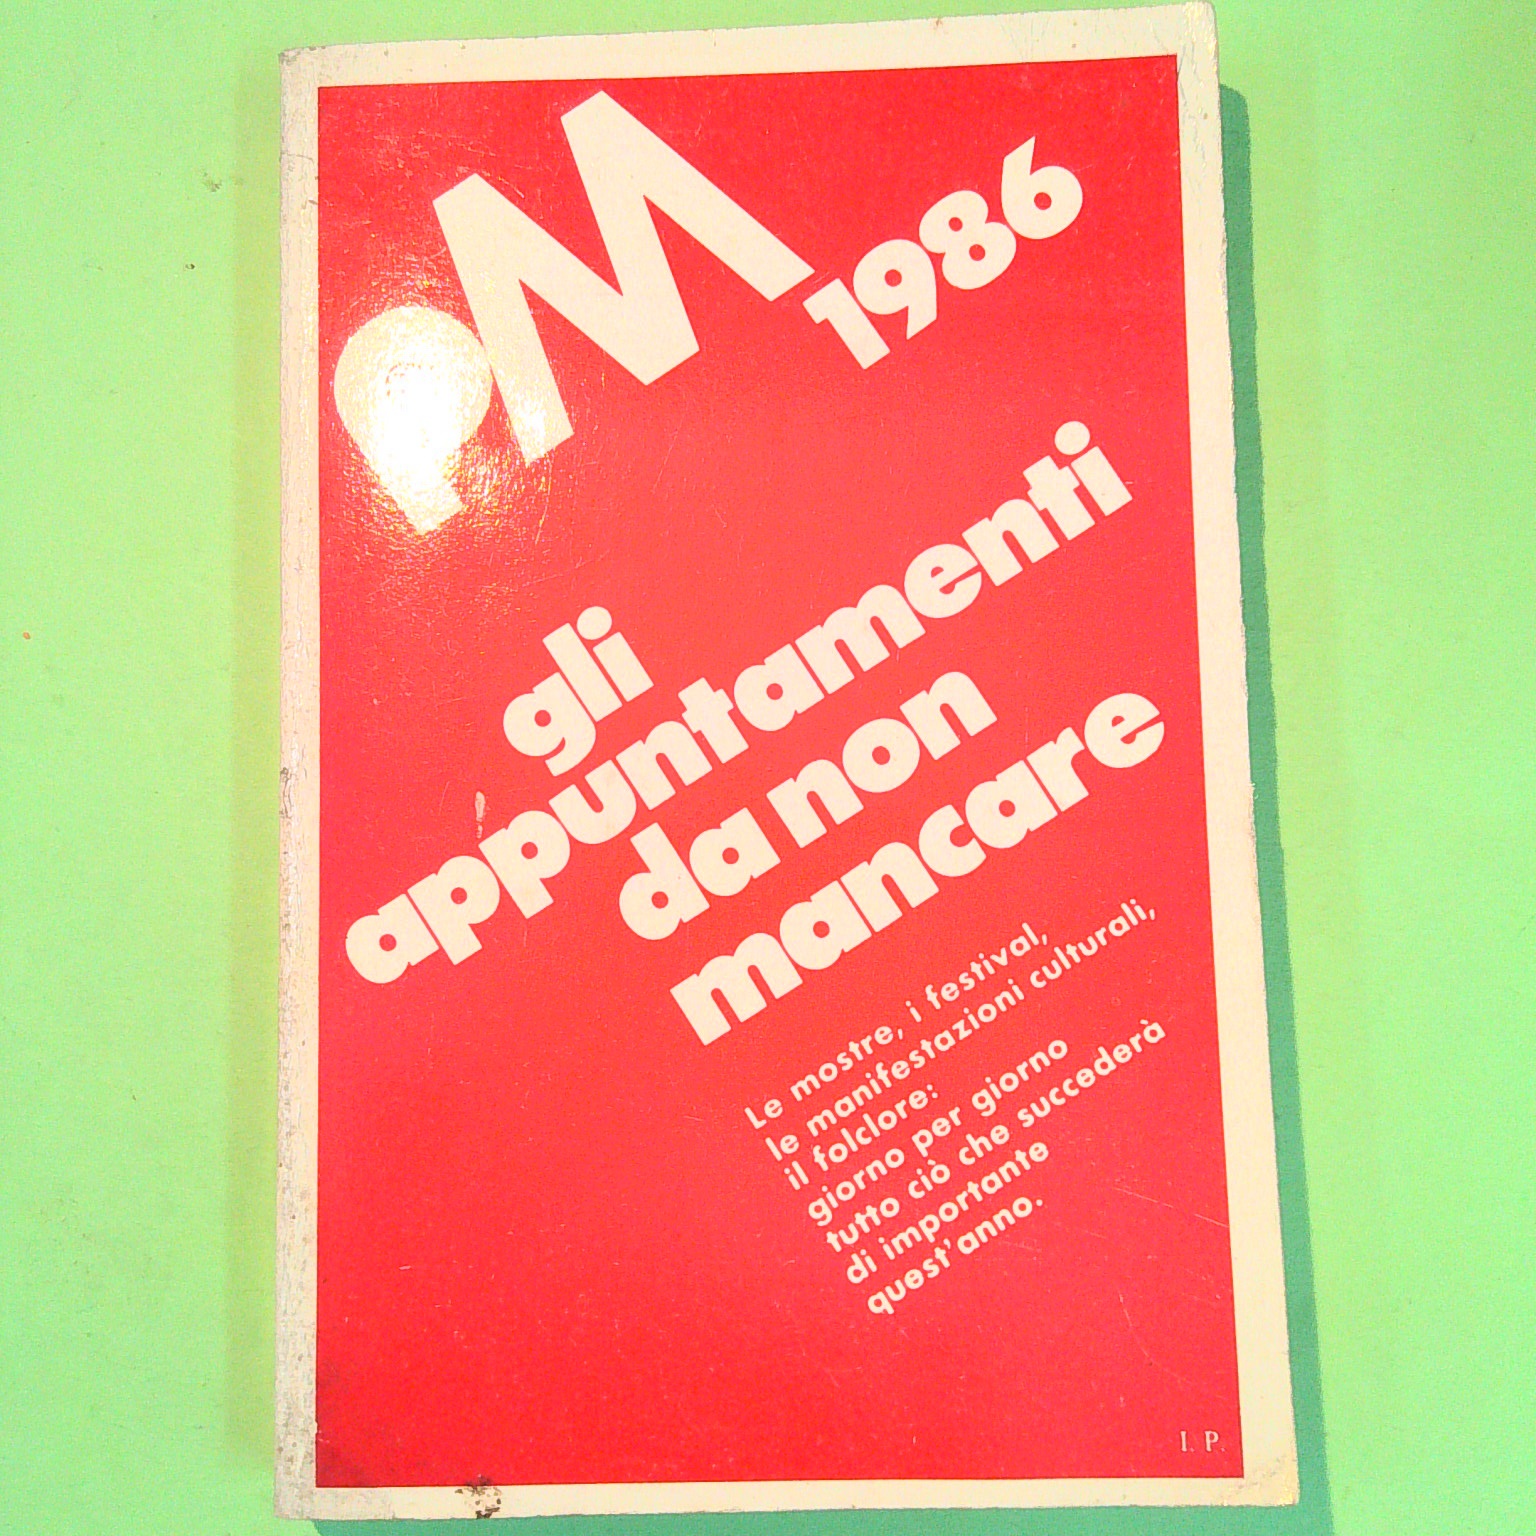 PM 1986
gli
appuntamenti
da non
mancare
Le mostre, i festival,
le manifestazioni culturali,
il folclore:
giorno per giorno
tutto ciò che succederà
di importante
quest'anno.
I. P.